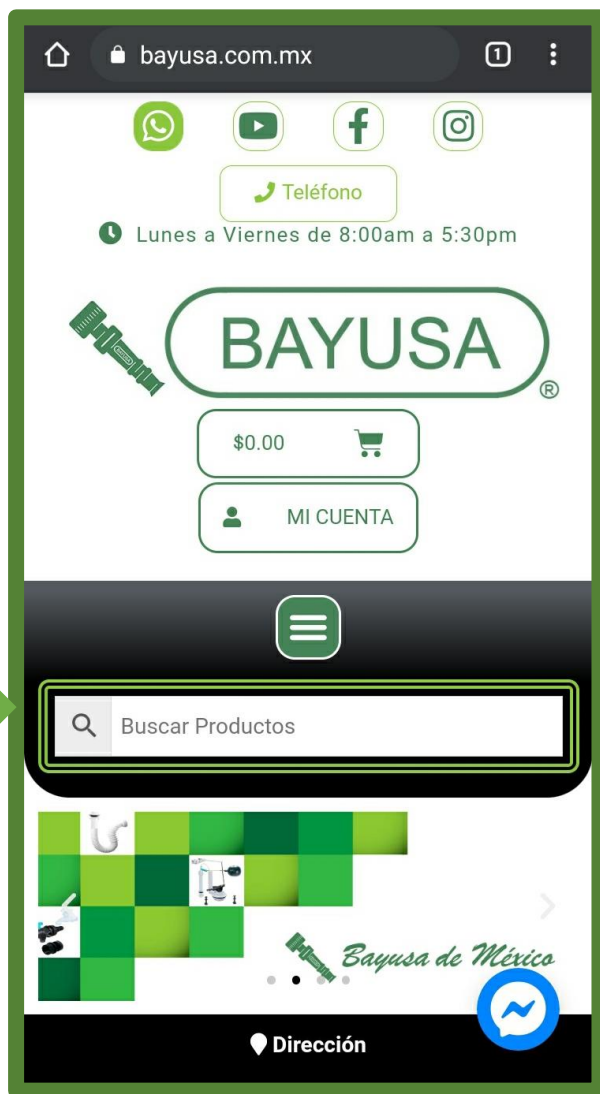 bayusa.com.mx
1
Teléfono
Lunes a Viernes de 8:00am a 5:30pm
BAYUSA
®
$0.00
MI CUENTA
Buscar Productos
Bayusa de México
Dirección